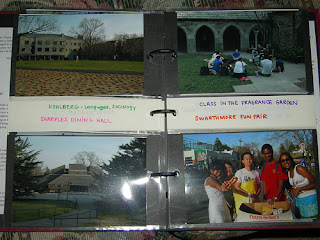 KOHLBERG - Languages, Sociology
SHARPLES DINING HALL
CLASS IN THE FRAGRANCE GARDEN
SWARTHMORE FUN FAIR